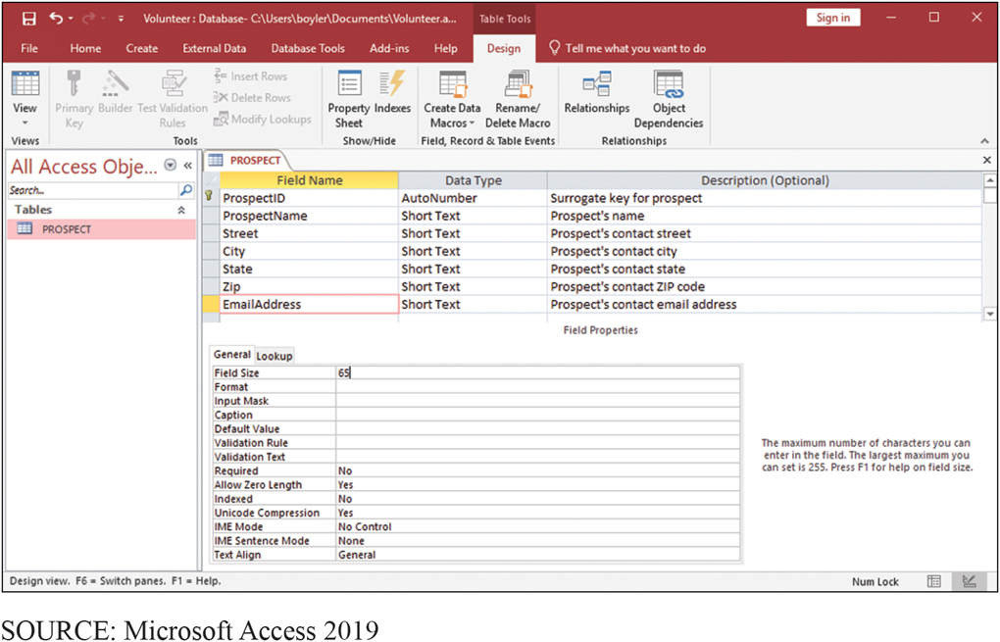 Volunteer : Database- C:\Users\boyler\Documents\Volunteer.a...
Table Tools
Sign in
File Home Create External Data Database Tools Add-ins Help Design Tell me what you want to do
View
Primary Key
Builder
Test Validation Rules
Insert Rows
Delete Rows
Modify Lookups
Property Sheet
Indexes
Create Data Macros
Rename/ Delete Macro
Relationships
Object Dependencies
Views Tools Show/Hide Field, Record & Table Events Relationships
All Access Obje...
Search...
Tables
PROSPECT
PROSPECT
Field Name Data Type Description (Optional)
ProspectID AutoNumber Surrogate key for prospect
ProspectName Short Text Prospect's name
Street Short Text Prospect's contact street
City Short Text Prospect's contact city
State Short Text Prospect's contact state
Zip Short Text Prospect's contact ZIP code
EmailAddress Short Text Prospect's contact email address
Field Properties
General Lookup
Field Size 65
Format
Input Mask
Caption
Default Value
Validation Rule
Validation Text
Required No
Allow Zero Length Yes
Indexed No
Unicode Compression Yes
IME Mode No Control
IME Sentence Mode None
Text Align General
The maximum number of characters you can
enter in the field. The largest maximum you
can set is 255. Press F1 for help on field size.
Design view. F6 = Switch panes. F1 = Help.
Num Lock
SOURCE: Microsoft Access 2019